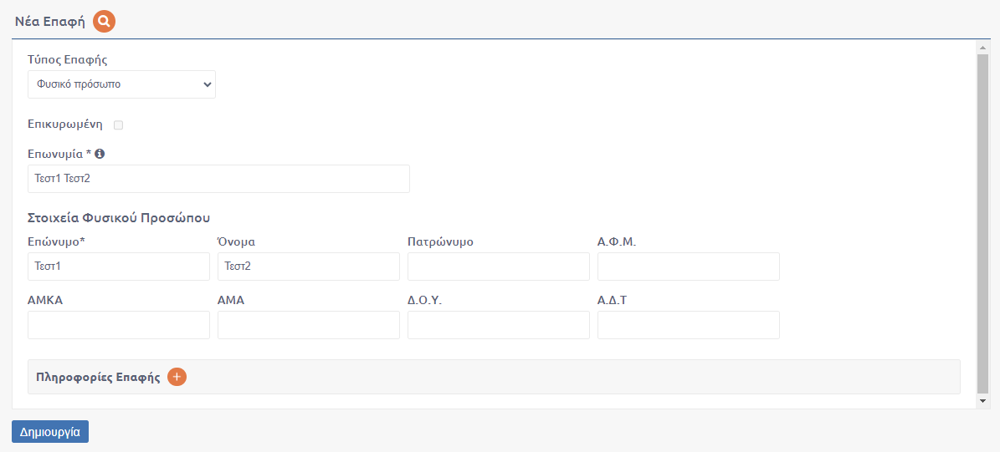 Νέα Επαφή
Τύπος Επαφής
Φυσικό πρόσωπο
Επικυρωμένη
Επωνυμία *
Τεστ1 Τεστ2
Στοιχεία Φυσικού Προσώπου
Επώνυμο* Όνομα Πατρώνυμο Α.Φ.Μ.
Τεστ1 Τεστ2
ΑΜΚΑ ΑΜΑ Δ.Ο.Υ. Α.Δ.Τ
Πληροφορίες Επαφής
Δημιουργία